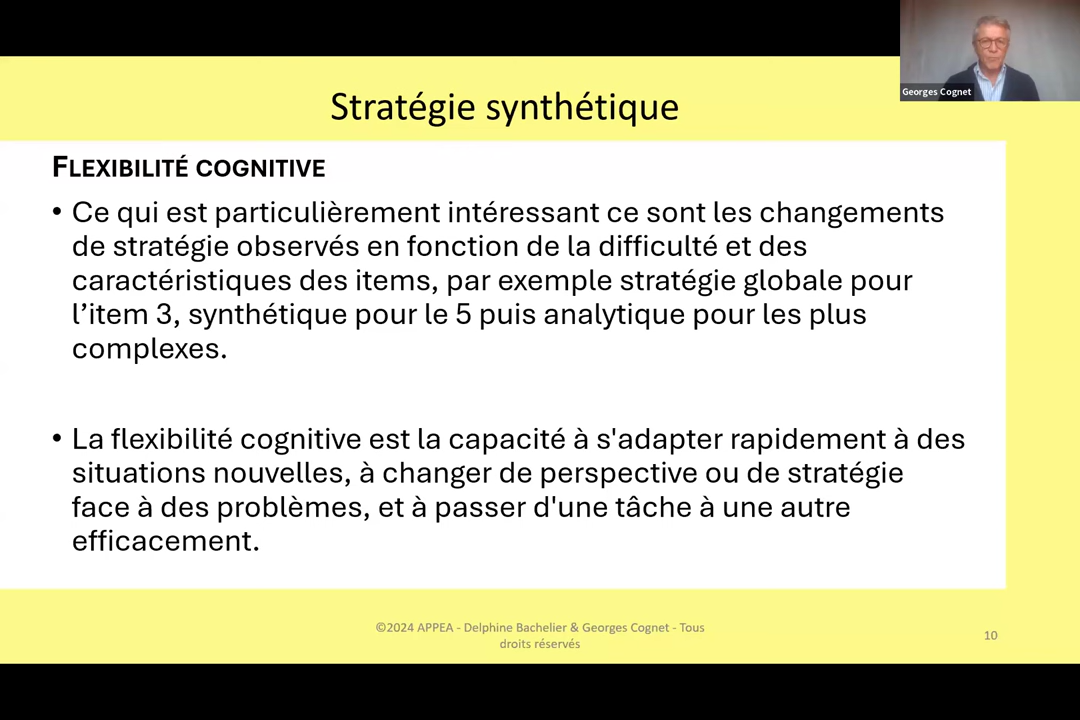 Georges Cognet
Stratégie synthétique
FLEXIBILITÉ COGNITIVE
• Ce qui est particulièrement intéressant ce sont les changements
de stratégie observés en fonction de la difficulté et des
caractéristiques des items, par exemple stratégie globale pour
l’item 3, synthétique pour le 5 puis analytique pour les plus
complexes.
• La flexibilité cognitive est la capacité à s'adapter rapidement à des
situations nouvelles, à changer de perspective ou de stratégie
face à des problèmes, et à passer d'une tâche à une autre
efficacement.
©2024 APPEA - Delphine Bachelier & Georges Cognet - Tous
droits réservés
10